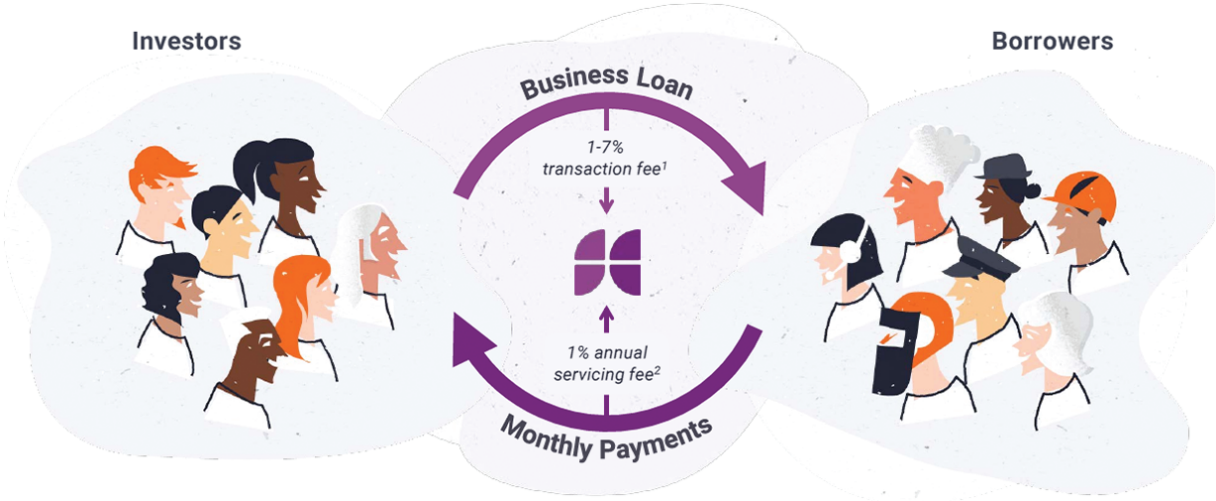 Investors
Borrowers
Business Loan
1-7%
transaction fee¹
1% annual
servicing fee²
Monthly Payments